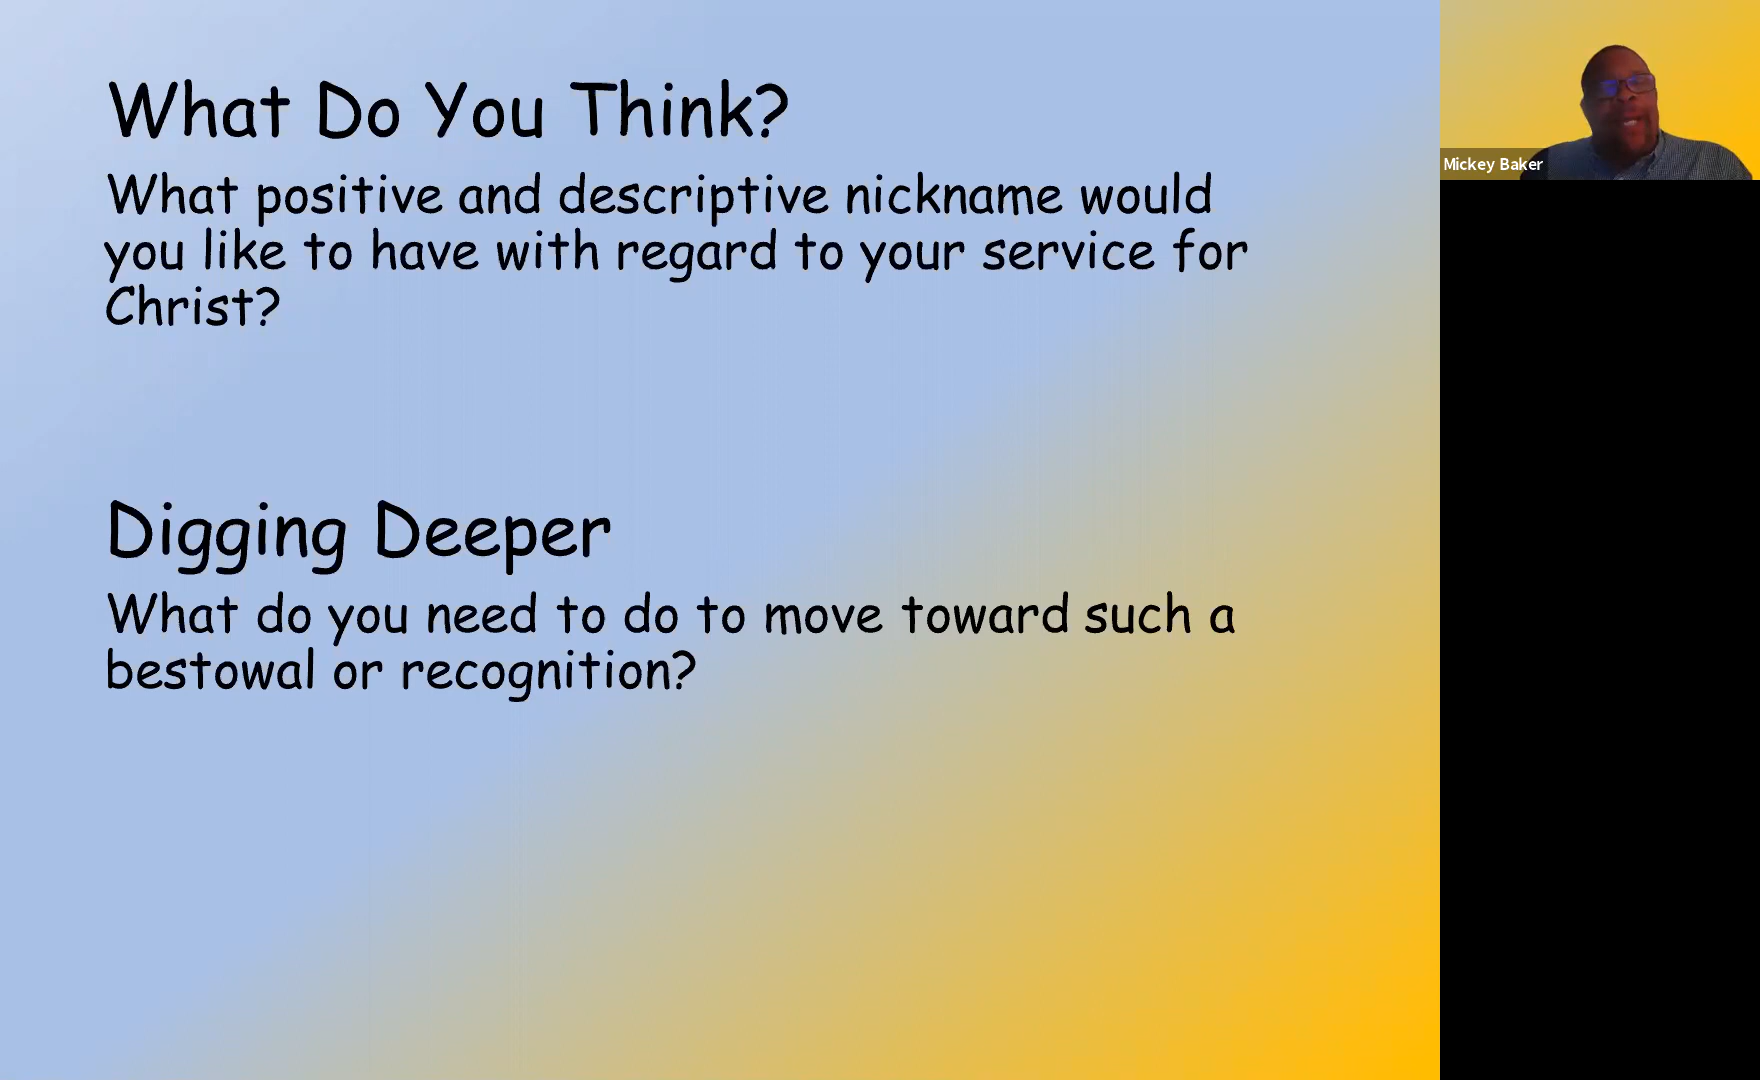 What Do You Think?
What positive and descriptive nickname would
you like to have with regard to your service for
Christ?
Digging Deeper
What do you need to do to move toward such a
bestowal or recognition?
Mickey Baker